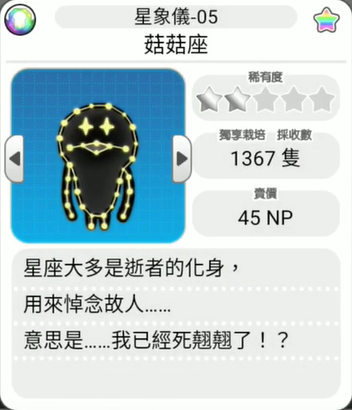 星象儀-05
菇菇座
稀有度
獨享栽培 採收數
1367 隻
賣價
45 NP
星座大多是逝者的化身，
用來悼念故人……
意思是……我已經死翹翹了！？